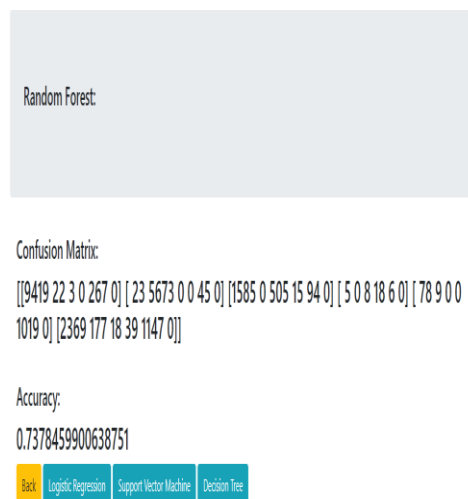 Random Forest:
Confusion Matrix:
[[9419 22 3 0 267 0] [ 23 5673 0 0 45 0] [1585 0 505 15 94 0] [ 5 0 8 18 6 0] [ 78 9 0 0
1019 0] [2369 177 18 39 1147 0]]
Accuracy:
0.7378459900638751
Back Logistic Regression Support Vector Machine Decision Tree